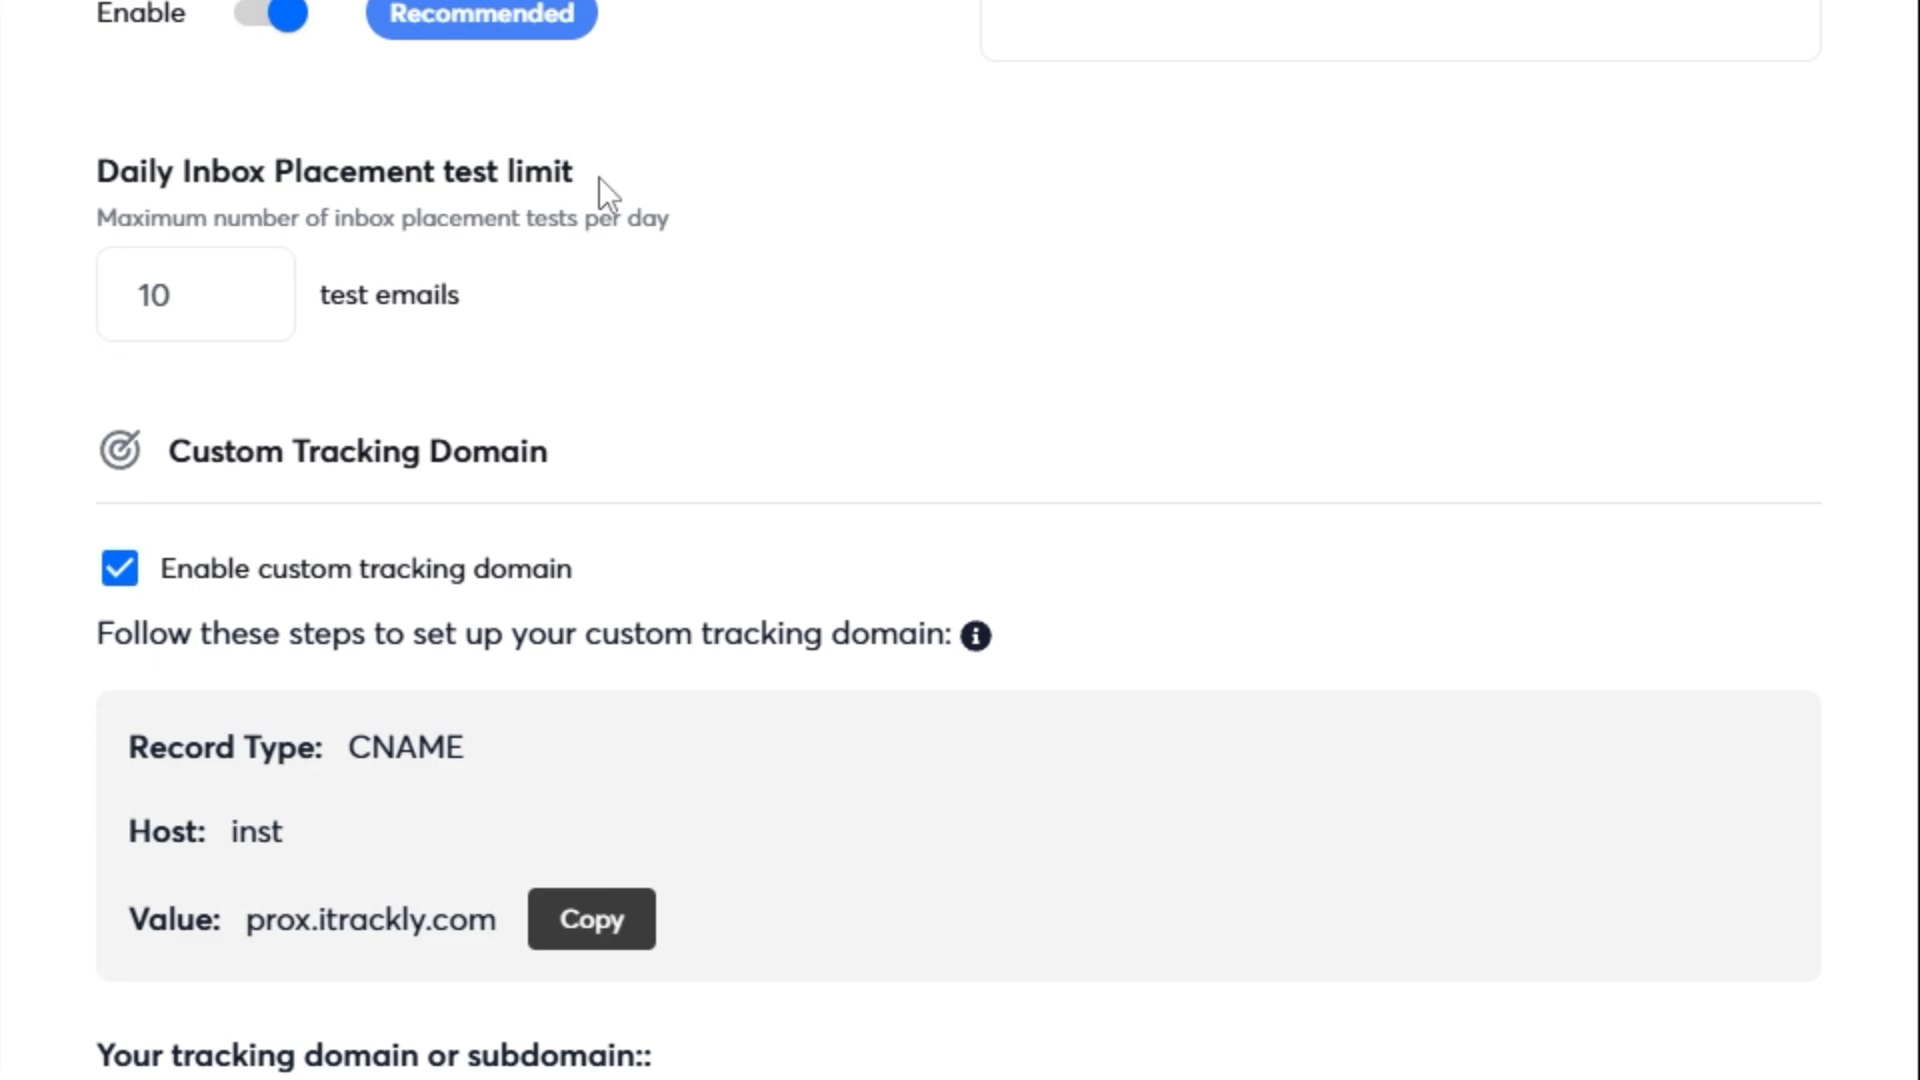 Enable Recommended
Daily Inbox Placement test limit
Maximum number of inbox placement tests per day
10 test emails
Custom Tracking Domain
Enable custom tracking domain
Follow these steps to set up your custom tracking domain:
Record Type: CNAME
Host: inst
Value: prox.itrackly.com Copy
Your tracking domain or subdomain::